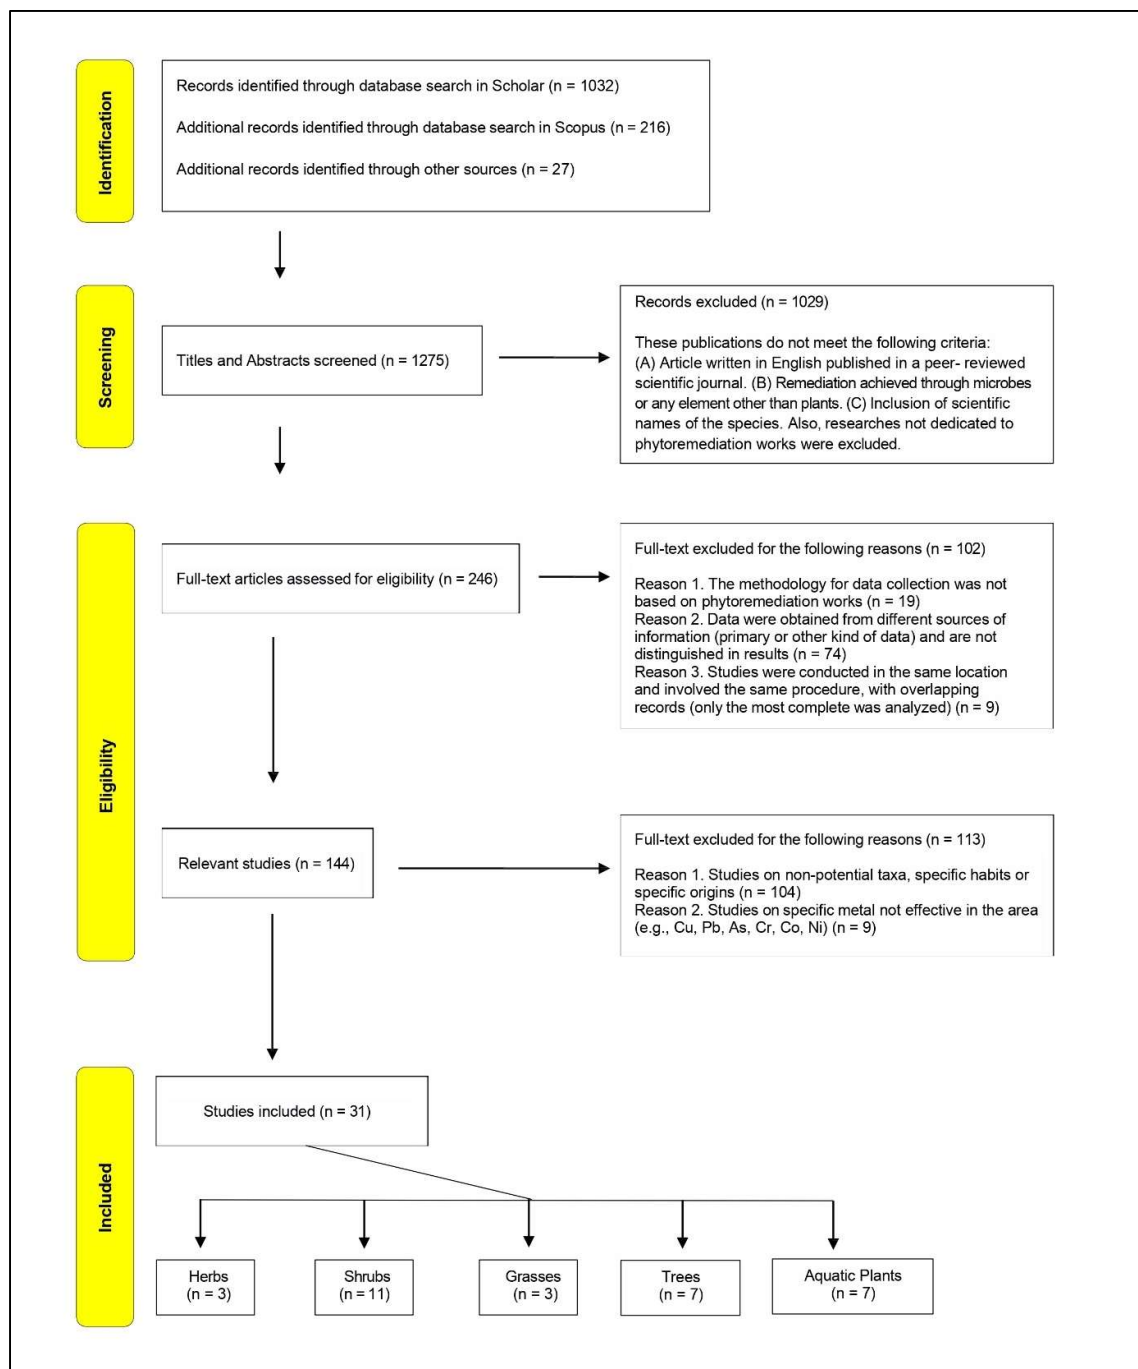 Identification
Records identified through database search in Scholar (n = 1032)
Additional records identified through database search in Scopus (n = 216)
Additional records identified through other sources (n = 27)
Screening
Titles and Abstracts screened (n = 1275)
Records excluded (n = 1029)
These publications do not meet the following criteria:
(A) Article written in English published in a peer- reviewed
scientific journal. (B) Remediation achieved through microbes
or any element other than plants. (C) Inclusion of scientific
names of the species. Also, researches not dedicated to
phytoremediation works were excluded.
Eligibility
Full-text articles assessed for eligibility (n = 246)
Full-text excluded for the following reasons (n = 102)
Reason 1. The methodology for data collection was not
based on phytoremediation works (n = 19)
Reason 2. Data were obtained from different sources of
information (primary or other kind of data) and are not
distinguished in results (n = 74)
Reason 3. Studies were conducted in the same location
and involved the same procedure, with overlapping
records (only the most complete was analyzed) (n = 9)
Relevant studies (n = 144)
Full-text excluded for the following reasons (n = 113)
Reason 1. Studies on non-potential taxa, specific habits or
specific origins (n = 104)
Reason 2. Studies on specific metal not effective in the area
(e.g., Cu, Pb, As, Cr, Co, Ni) (n = 9)
Included
Studies included (n = 31)
Herbs
(n = 3)
Shrubs
(n = 11)
Grasses
(n = 3)
Trees
(n = 7)
Aquatic Plants
(n = 7)